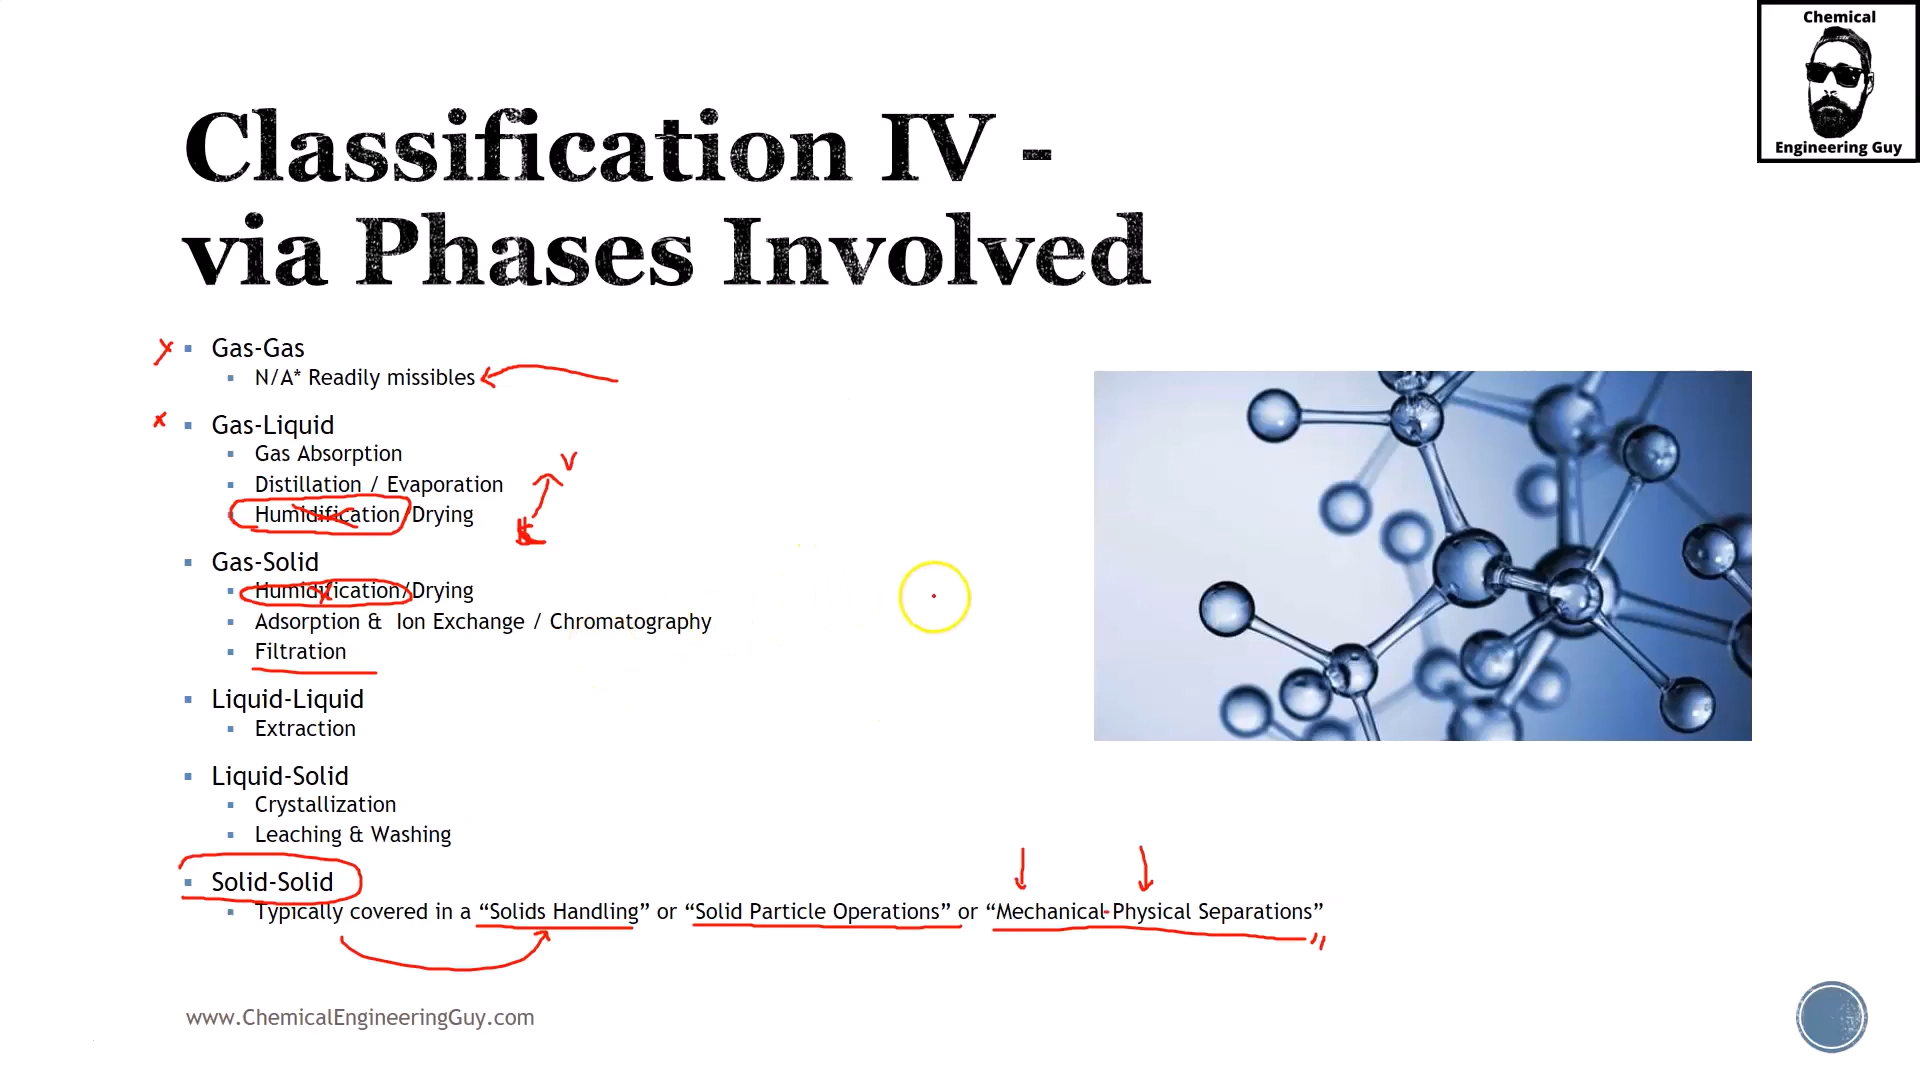 Chemical
Engineering Guy
Classification IV -
via Phases Involved
Gas-Gas
N/A* Readily missibles
Gas-Liquid
Gas Absorption
Distillation / Evaporation
V
Humidification/Drying
L
Gas-Solid
Humidification/Drying
Adsorption & Ion Exchange / Chromatography
Filtration
Liquid-Liquid
Extraction
Liquid-Solid
Crystallization
Leaching & Washing
Solid-Solid
Typically covered in a “Solids Handling” or “Solid Particle Operations” or “Mechanical-Physical Separations”
www.ChemicalEngineeringGuy.com